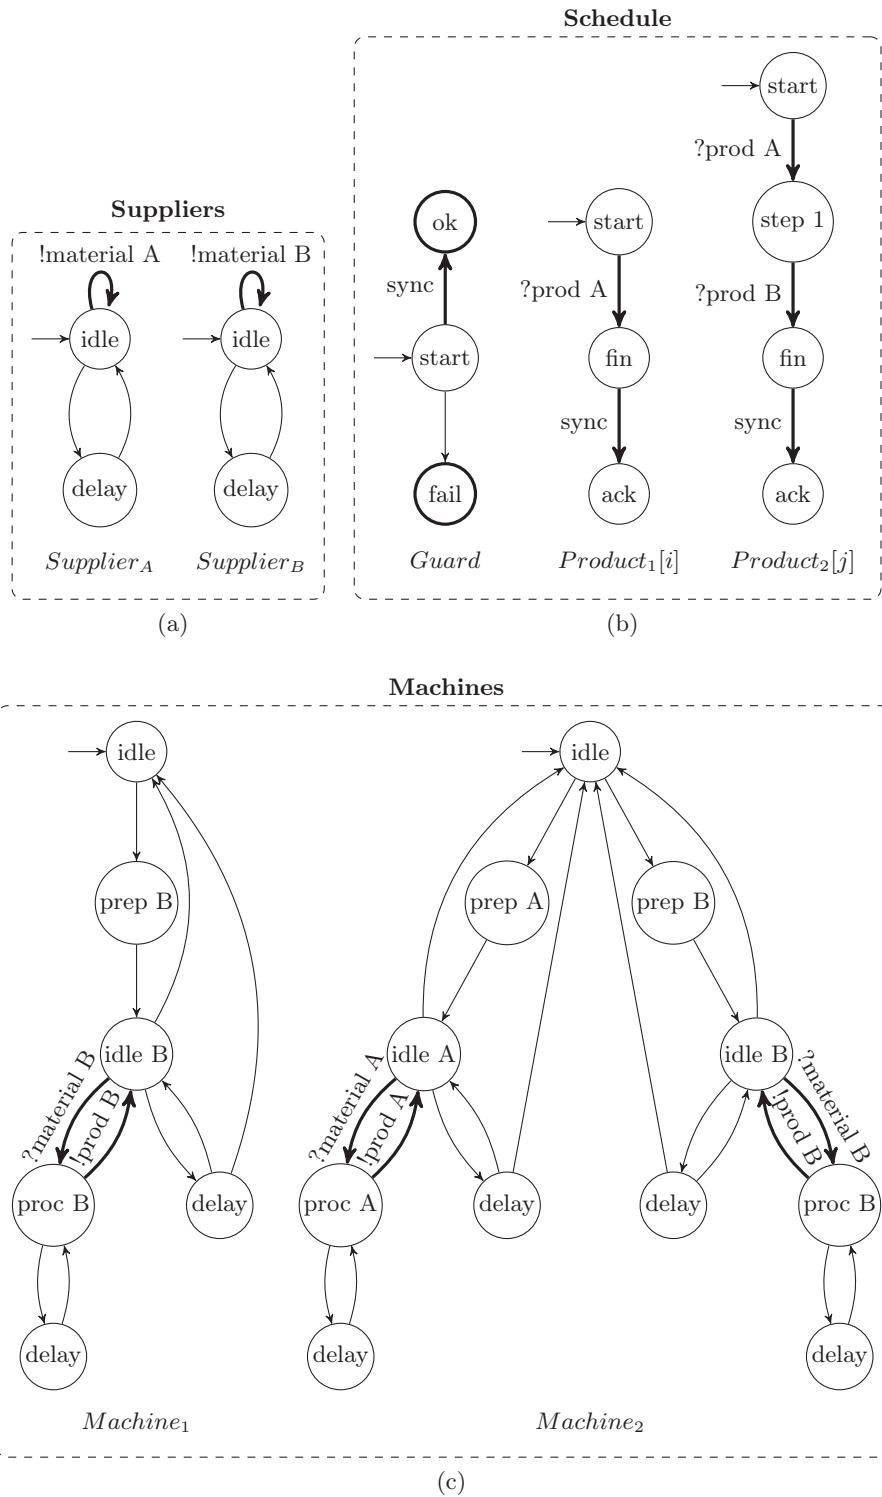 Schedule
start
?prod A
Suppliers
!material A !material B
ok
start
step 1
sync
?prod A
?prod B
idle
idle
start
fin
fin
sync
sync
delay
delay
fail
ack
ack
Supplier_A Supplier_B
Guard
Product_1[i]
Product_2[j]
(a)
(b)
Machines
idle
idle
prep B
prep A
prep B
idle B
idle A
idle B
?material B
!prod B
?material A
!prod A
!prod B
?material B
proc B
delay
proc A
delay
delay
proc B
delay
delay
delay
Machine_1
Machine_2
(c)